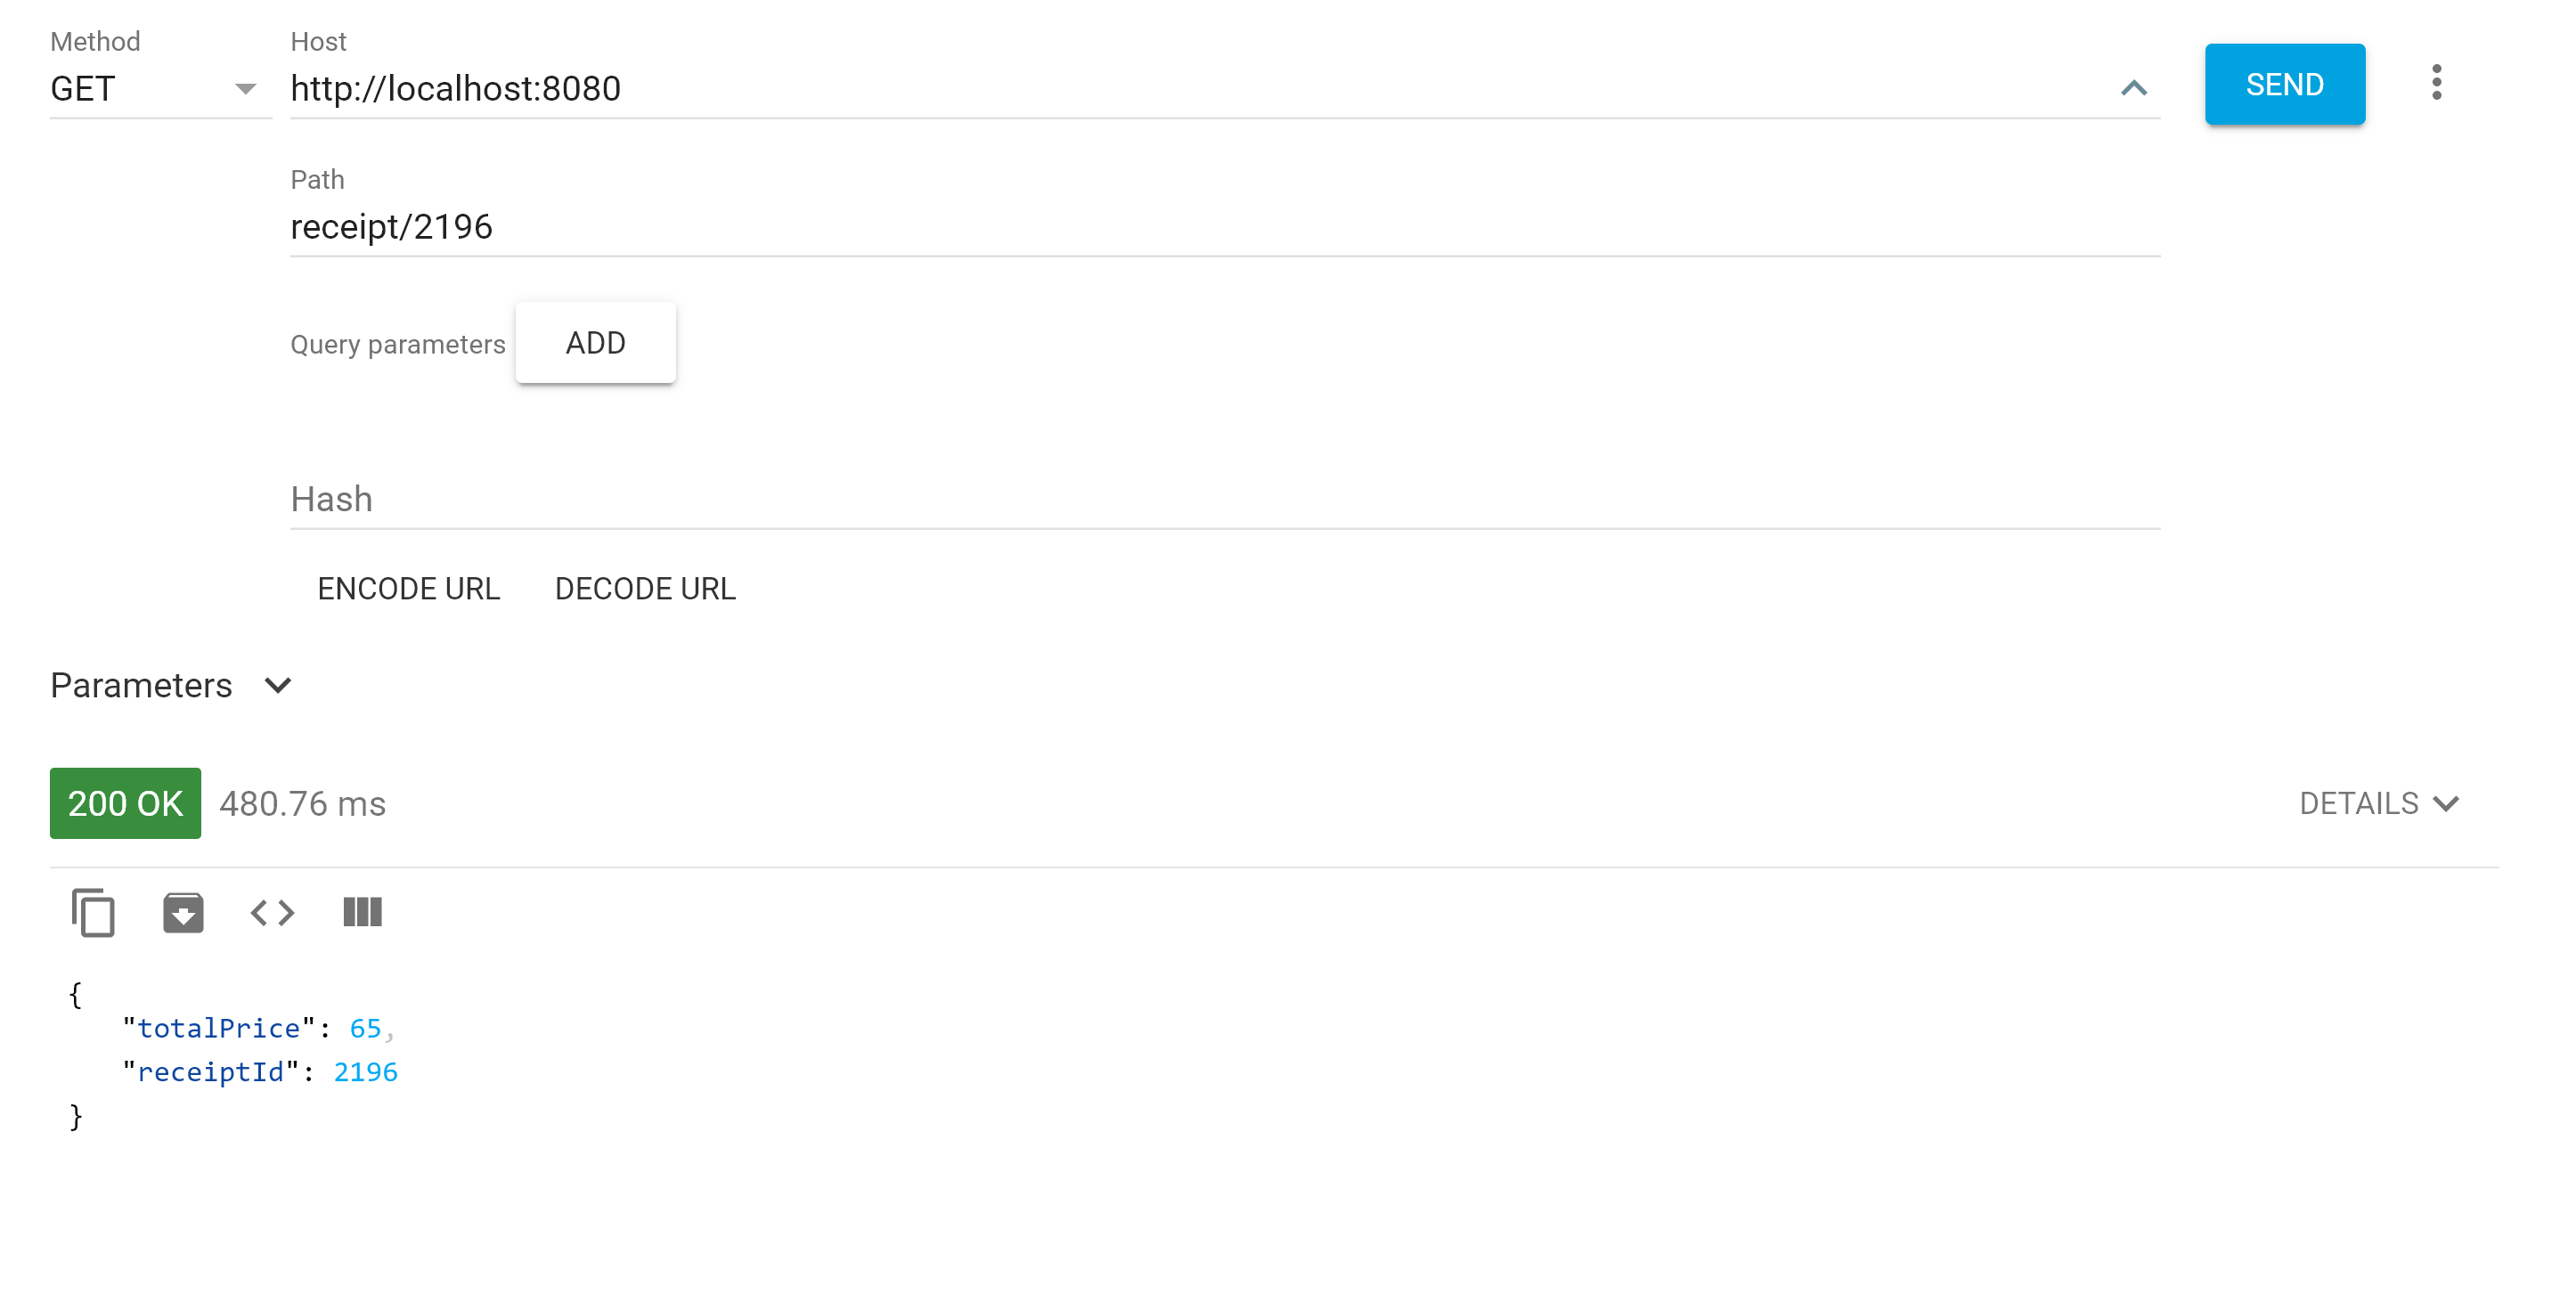 Method
Host
GET
http://localhost:8080
SEND
Path
receipt/2196
Query parameters
ADD
Hash
ENCODE URL
DECODE URL
Parameters
200 OK
480.76 ms
DETAILS
{
"totalPrice": 65,
"receiptId": 2196
}